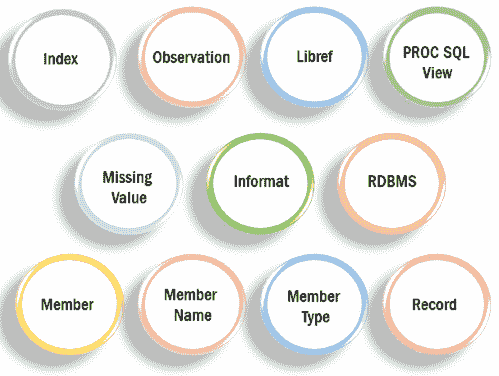 Index
Observation
Libref
PROC SQL
View
Missing
Value
Informat
RDBMS
Member
Member
Name
Member
Type
Record